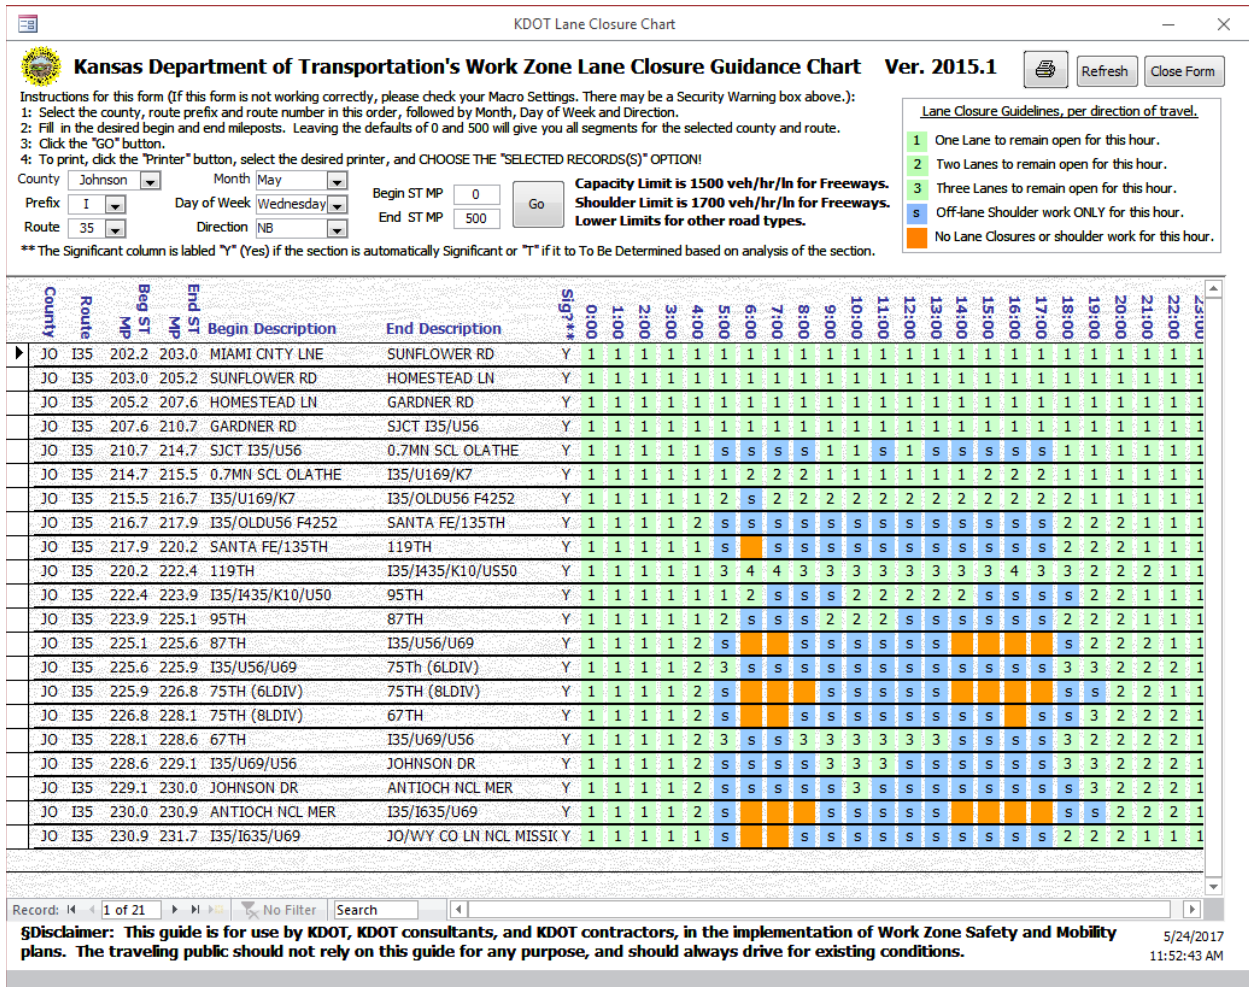 KDOT Lane Closure Chart
Kansas Department of Transportation's Work Zone Lane Closure Guidance Chart Ver. 2015.1
Refresh
Close Form
Instructions for this form (If this form is not working correctly, please check your Macro Settings. There may be a Security Warning box above.):
1: Select the county, route prefix and route number in this order, followed by Month, Day of Week and Direction.
2: Fill in the desired begin and end mileposts. Leaving the defaults of 0 and 500 will give you all segments for the selected county and route.
3: Click the "GO" button.
4: To print, click the "Printer" button, select the desired printer, and CHOOSE THE "SELECTED RECORDS(S)" OPTION!
County Johnson Month May
Prefix I Day of Week Wednesday
Route 35 Direction NB
Begin ST MP 0
End ST MP 500
Go
Capacity Limit is 1500 veh/hr/ln for Freeways.
Shoulder Limit is 1700 veh/hr/ln for Freeways.
Lower Limits for other road types.
** The Significant column is labled "Y" (Yes) if the section is automatically Significant or "T" if it to To Be Determined based on analysis of the section.
Lane Closure Guidelines, per direction of travel.
1 One Lane to remain open for this hour.
2 Two Lanes to remain open for this hour.
3 Three Lanes to remain open for this hour.
s Off-lane Shoulder work ONLY for this hour.
No Lane Closures or shoulder work for this hour.
County Route Beg ST MP End ST MP Begin Description End Description Sig?** 0:00 1:00 2:00 3:00 4:00 5:00 6:00 7:00 8:00 9:00 10:00 11:00 12:00 13:00 14:00 15:00 16:00 17:00 18:00 19:00 20:00 21:00 22:00 23:00
JO I35 202.2 203.0 MIAMI CNTY LNE SUNFLOWER RD Y 1 1 1 1 1 1 1 1 1 1 1 1 1 1 1 1 1 1 1 1 1 1 1 1
JO I35 203.0 205.2 SUNFLOWER RD HOMESTEAD LN Y 1 1 1 1 1 1 1 1 1 1 1 1 1 1 1 1 1 1 1 1 1 1 1 1
JO I35 205.2 207.6 HOMESTEAD LN GARDNER RD Y 1 1 1 1 1 1 1 1 1 1 1 1 1 1 1 1 1 1 1 1 1 1 1 1
JO I35 207.6 210.7 GARDNER RD SJCT I35/U56 Y 1 1 1 1 1 1 1 1 1 1 1 1 1 1 1 1 1 1 1 1 1 1 1 1
JO I35 210.7 214.7 SJCT I35/U56 0.7MN SCL OLATHE Y 1 1 1 1 1 s s s s 1 1 s 1 s s s s s 1 1 1 1 1 1
JO I35 214.7 215.5 0.7MN SCL OLATHE I35/U169/K7 Y 1 1 1 1 1 1 2 2 2 1 1 1 1 1 1 2 2 2 1 1 1 1 1 1
JO I35 215.5 216.7 I35/U169/K7 I35/OLDU56 F4252 Y 1 1 1 1 1 2 s 2 2 2 2 2 2 2 2 2 2 2 2 1 1 1 1 1
JO I35 216.7 217.9 I35/OLDU56 F4252 SANTA FE/135TH Y 1 1 1 1 2 s s s s s s s s s s s s s 2 2 2 1 1 1
JO I35 217.9 220.2 SANTA FE/135TH 119TH Y 1 1 1 1 1 s s s s s s s s s s s s 2 2 2 1 1 1
JO I35 220.2 222.4 119TH I35/I435/K10/US50 Y 1 1 1 1 1 3 4 4 3 3 3 3 3 3 3 3 4 3 3 2 2 2 1 1
JO I35 222.4 223.9 I35/I435/K10/U50 95TH Y 1 1 1 1 1 1 2 s s s 2 2 2 2 2 s s s s 2 2 1 1 1
JO I35 223.9 225.1 95TH 87TH Y 1 1 1 1 1 2 s s s 2 2 2 s s s s s s 2 2 2 1 1 1
JO I35 225.1 225.6 87TH I35/U56/U69 Y 1 1 1 1 2 s s s s s s s s 2 2 2 1 1
JO I35 225.6 225.9 I35/U56/U69 75Th (6LDIV) Y 1 1 1 1 2 3 s s s s s s s s s s s s 3 3 2 2 2 1
JO I35 225.9 226.8 75TH (6LDIV) 75TH (8LDIV) Y 1 1 1 1 2 s s s s s s s s 2 2 1 1
JO I35 226.8 228.1 75TH (8LDIV) 67TH Y 1 1 1 1 2 s s s s s s s s s s s 3 2 2 2 1
JO I35 228.1 228.6 67TH I35/U69/U56 Y 1 1 1 1 2 3 s s 3 3 3 3 3 3 s s s s 3 2 2 2 1 1
JO I35 228.6 229.1 I35/U69/U56 JOHNSON DR Y 1 1 1 1 2 s s s s 3 3 3 s s s s s s 3 2 2 2 2 1
JO I35 229.1 230.0 JOHNSON DR ANTIOCH NCL MER Y 1 1 1 1 2 s s s s s 3 s s s s s s s s 3 2 2 2 1
JO I35 230.0 230.9 ANTIOCH NCL MER I35/I635/U69 Y 1 1 1 1 2 s s s s s s s s 2 2 2 1
JO I35 230.9 231.7 I35/I635/U69 JO/WY CO LN NCL MISSI Y 1 1 1 1 1 s s s s s s s s s s s 2 2 2 1 1 1
Record: 1 of 21 No Filter Search
§Disclaimer: This guide is for use by KDOT, KDOT consultants, and KDOT contractors, in the implementation of Work Zone Safety and Mobility
plans. The traveling public should not rely on this guide for any purpose, and should always drive for existing conditions.
5/24/2017
11:52:43 AM